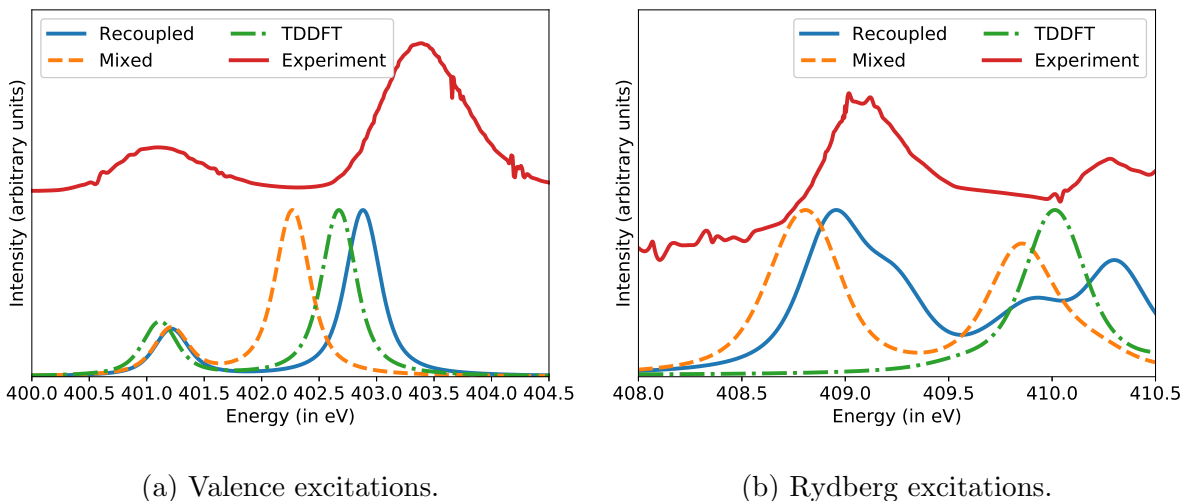 Recoupled
Mixed
TDDFT
Experiment
Intensity (arbitrary units)
400.0 400.5 401.0 401.5 402.0 402.5 403.0 403.5 404.0 404.5
Energy (in eV)
(a) Valence excitations.
Recoupled
Mixed
TDDFT
Experiment
Intensity (arbitrary units)
408.0 408.5 409.0 409.5 410.0 410.5
Energy (in eV)
(b) Rydberg excitations.